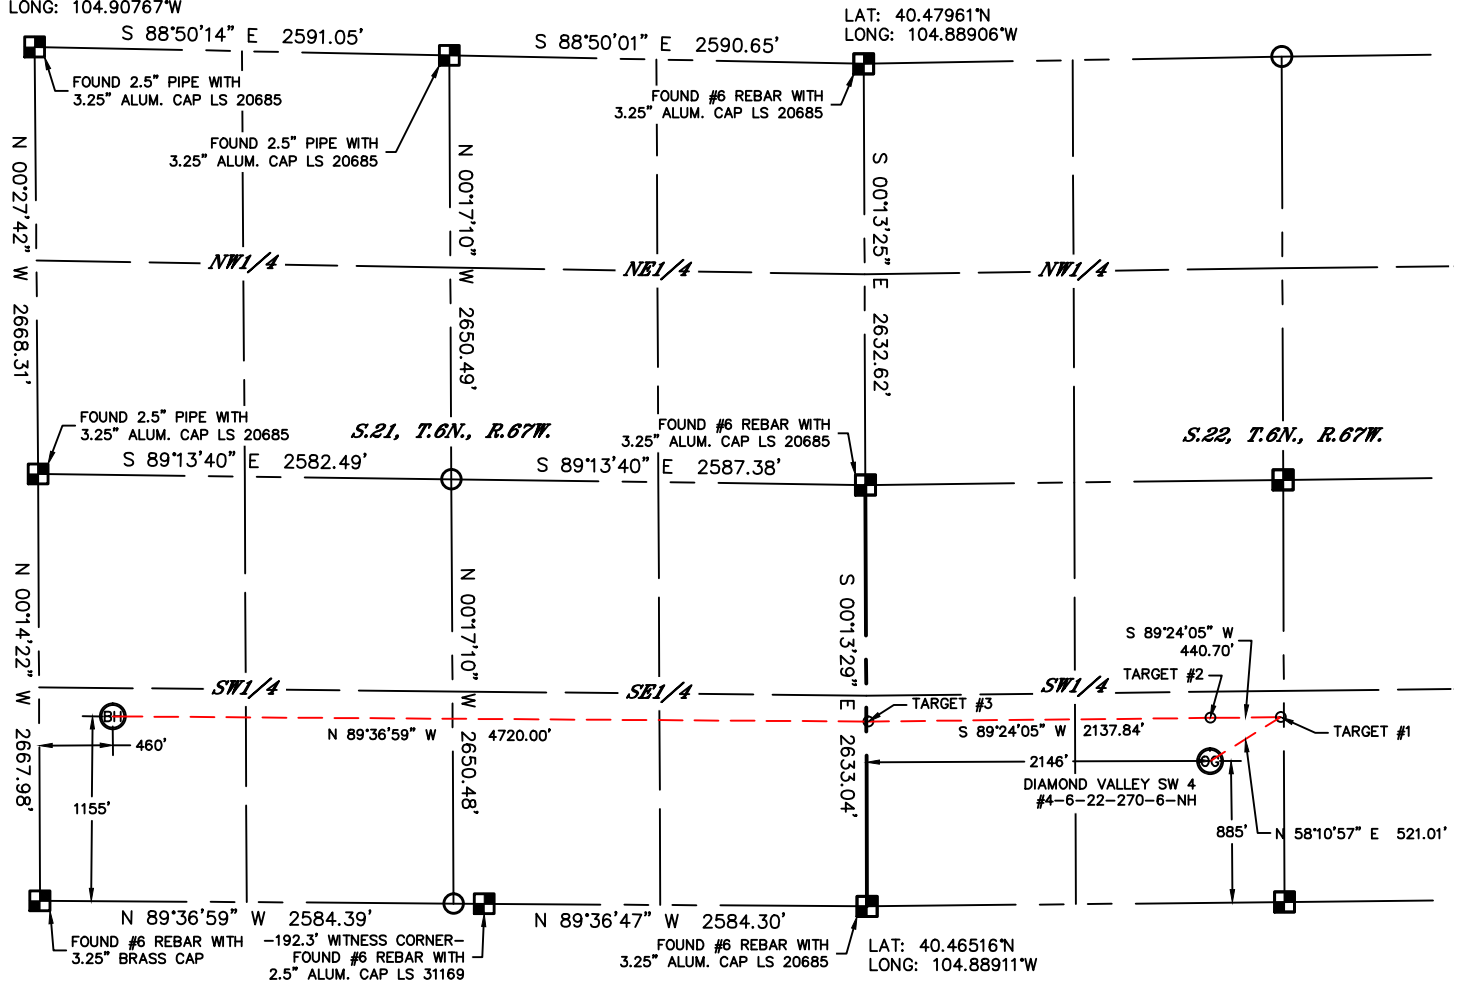 LONG: 104.90767°W
LAT: 40.47961°N
LONG: 104.88906°W
S 88°50'14" E 2591.05'
S 88°50'01" E 2590.65'
FOUND 2.5" PIPE WITH
3.25" ALUM. CAP LS 20685
FOUND 2.5" PIPE WITH
3.25" ALUM. CAP LS 20685
FOUND #6 REBAR WITH
3.25" ALUM. CAP LS 20685
N 00°27'42" W 2668.31'
N 00°17'10" W 2650.49'
S 00°13'25" E 2632.62'
NW1/4
NE1/4
NW1/4
FOUND 2.5" PIPE WITH
3.25" ALUM. CAP LS 20685
S.21, T.6N., R.67W.
FOUND #6 REBAR WITH
3.25" ALUM. CAP LS 20685
S.22, T.6N., R.67W.
S 89°13'40" E 2582.49'
S 89°13'40" E 2587.38'
N 00°14'22" W 2667.98'
N 00°17'10" W 2650.48'
S 00°13'29" E 2633.04'
S 89°24'05" W
440.70'
TARGET #2
SW1/4
SE1/4
SW1/4
TARGET #3
BH
N 89°36'59" W 4720.00'
S 89°24'05" W 2137.84'
TARGET #1
460'
2146'
OG
DIAMOND VALLEY SW 4
#4-6-22-270-6-NH
1155'
885'
N 58°10'57" E 521.01'
N 89°36'59" W 2584.39'
N 89°36'47" W 2584.30'
FOUND #6 REBAR WITH
3.25" BRASS CAP
-192.3' WITNESS CORNER-
FOUND #6 REBAR WITH
2.5" ALUM. CAP LS 31169
FOUND #6 REBAR WITH
3.25" ALUM. CAP LS 20685
LAT: 40.46516°N
LONG: 104.88911°W